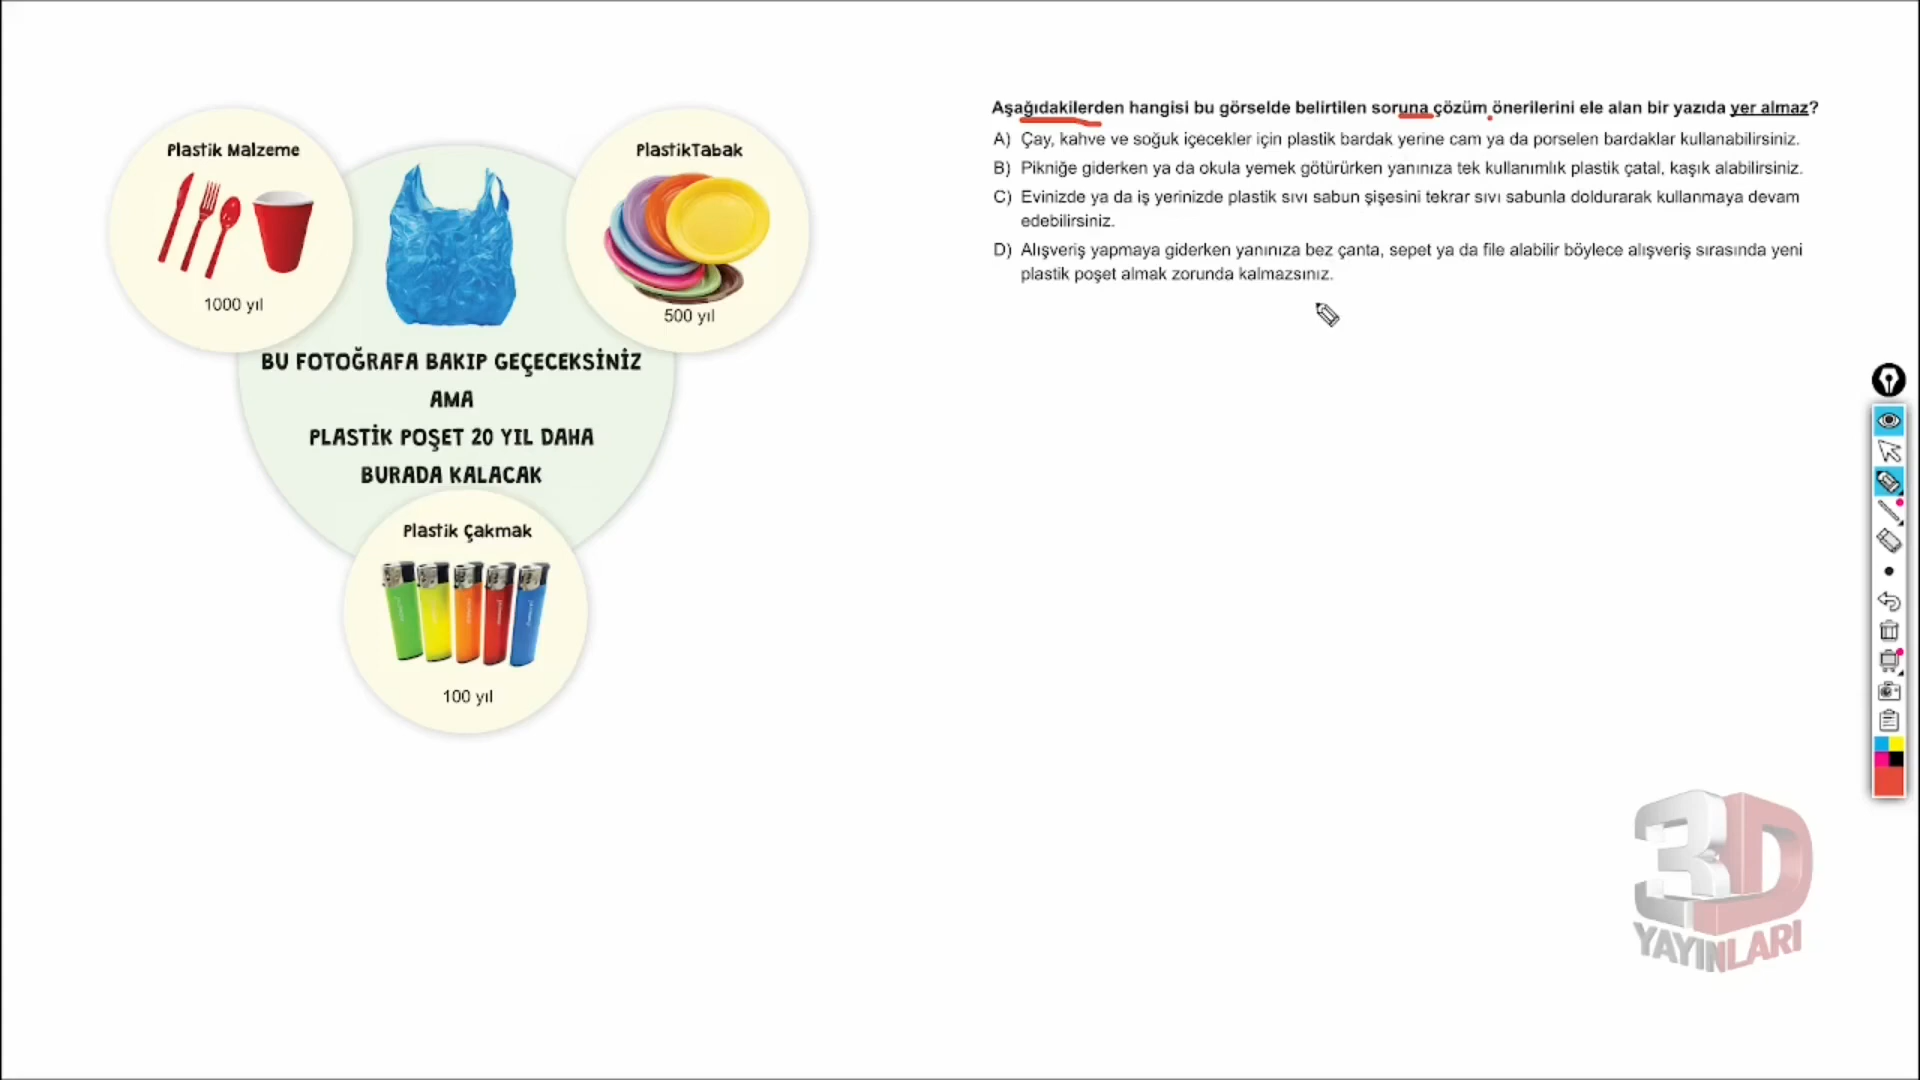 Plastik Malzeme
1000 yıl
PlastikTabak
500 yıl
BU FOTOĞRAFA BAKIP GEÇECEKSİNİZ
AMA
PLASTİK POŞET 20 YIL DAHA
BURADA KALACAK
Plastik Çakmak
100 yıl
Aşağıdakilerden hangisi bu görselde belirtilen soruna çözüm önerilerini ele alan bir yazıda yer almaz?
A) Çay, kahve ve soğuk içecekler için plastik bardak yerine cam ya da porselen bardaklar kullanabilirsiniz.
B) Pikniğe giderken ya da okula yemek götürürken yanınıza tek kullanımlık plastik çatal, kaşık alabilirsiniz.
C) Evinizde ya da iş yerinizde plastik sıvı sabun şişesini tekrar sıvı sabunla doldurarak kullanmaya devam
edebilirsiniz.
D) Alışveriş yapmaya giderken yanınıza bez çanta, sepet ya da file alabilir böylece alışveriş sırasında yeni
plastik poşet almak zorunda kalmazsınız.
3D
YAYINLARI